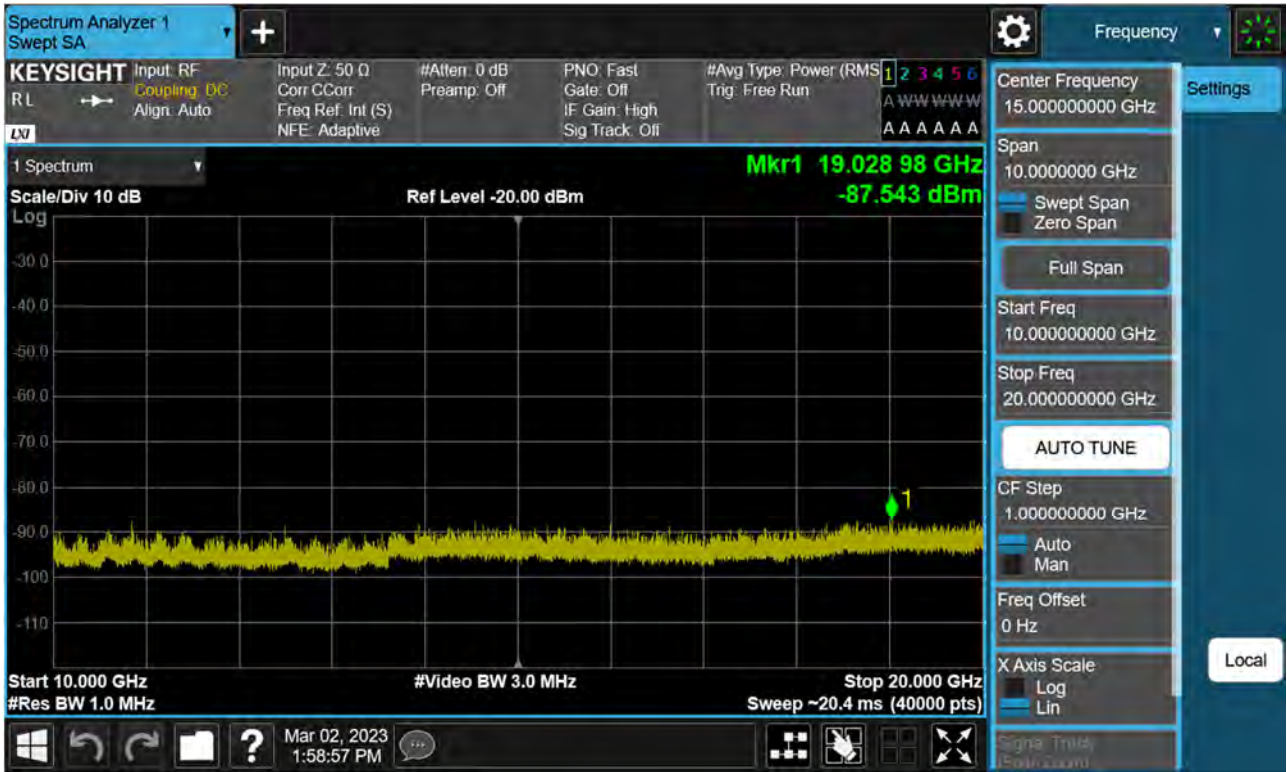 Spectrum Analyzer 1
Swept SA
+
Frequency
KEYSIGHT
RL
LXI
Input: RF
Coupling: DC
Align: Auto
Input Z: 50 Ω
Corr CCorr
Freq Ref: Int (S)
NFE: Adaptive
#Atten: 0 dB
Preamp: Off
PNO: Fast
Gate: Off
IF Gain: High
Sig Track: Off
#Avg Type: Power (RMS
Trig: Free Run
1 2 3 4 5 6
A W W W W W
A A A A A A
1 Spectrum
Scale/Div 10 dB
Log
Ref Level -20.00 dBm
Mkr1 19.028 98 GHz
-87.543 dBm
-30.0
-40.0
-50.0
-60.0
-70.0
-80.0
-90.0
-100
-110
1
Start 10.000 GHz
#Res BW 1.0 MHz
#Video BW 3.0 MHz
Stop 20.000 GHz
Sweep ~20.4 ms (40000 pts)
Center Frequency
15.000000000 GHz
Span
10.0000000 GHz
Swept Span
Zero Span
Full Span
Start Freq
10.000000000 GHz
Stop Freq
20.000000000 GHz
AUTO TUNE
CF Step
1.000000000 GHz
Auto
Man
Freq Offset
0 Hz
X Axis Scale
Log
Lin
Signal Track
Settings
Local
?
Mar 02, 2023
1:58:57 PM